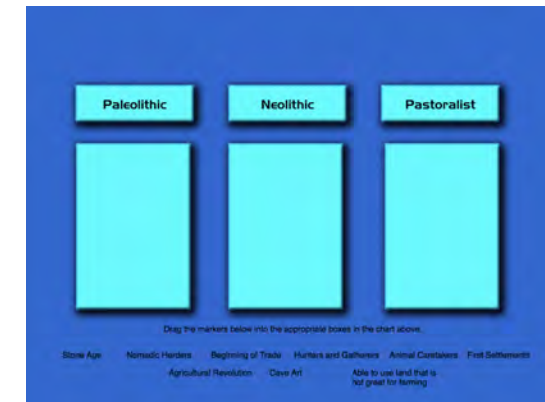 Paleolithic Neolithic Pastoralist
Drag the markers below into the appropriate boxes in the chart above.
Stone Age Nomadic Herders Beginning of Trade Hunters and Gatherers Animal Caretakers First Settlements
Agricultural Revolution Cave Art Able to use land that is
not great for farming